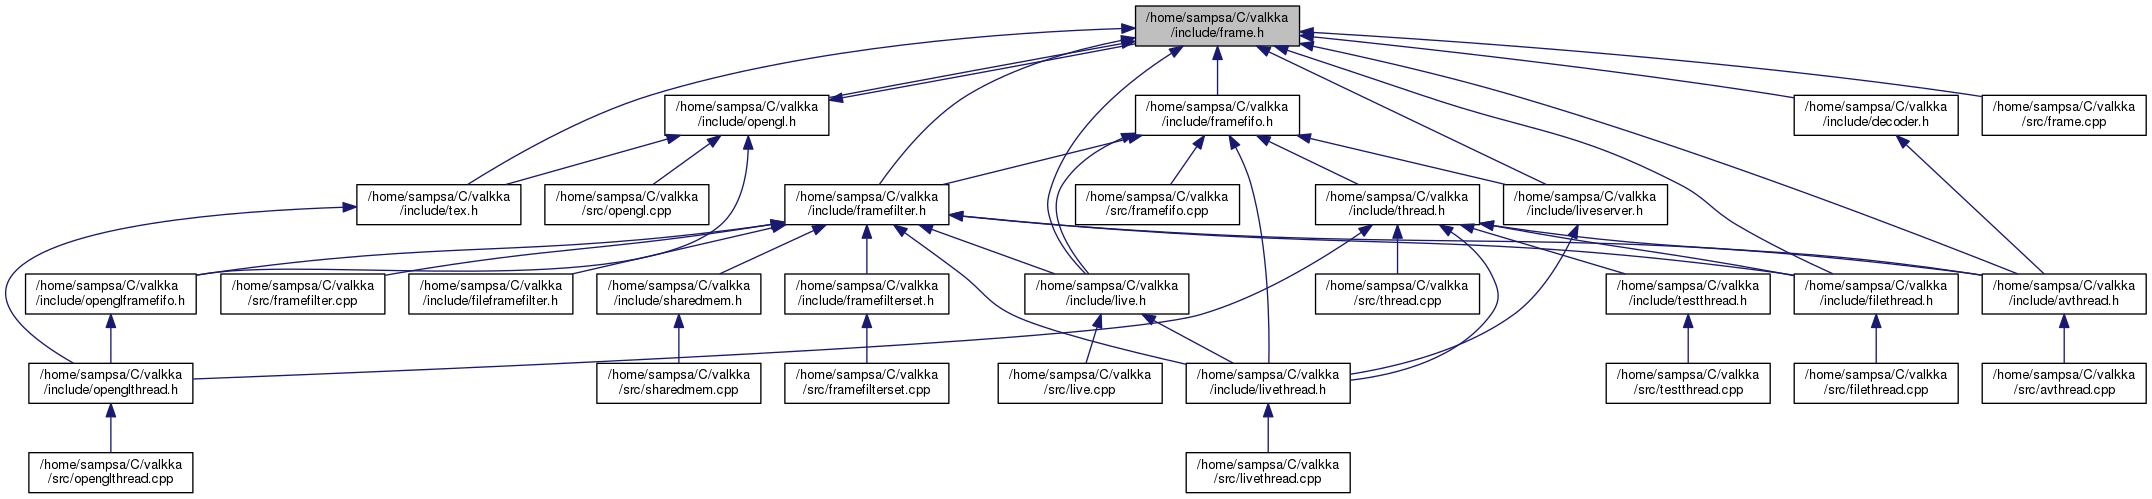 /home/sampsa/C/valkka
/include/frame.h
/home/sampsa/C/valkka
/include/opengl.h
/home/sampsa/C/valkka
/include/framefifo.h
/home/sampsa/C/valkka
/include/decoder.h
/home/sampsa/C/valkka
/src/frame.cpp
/home/sampsa/C/valkka
/include/tex.h
/home/sampsa/C/valkka
/src/opengl.cpp
/home/sampsa/C/valkka
/include/framefilter.h
/home/sampsa/C/valkka
/src/framefifo.cpp
/home/sampsa/C/valkka
/include/thread.h
/home/sampsa/C/valkka
/include/liveserver.h
/home/sampsa/C/valkka
/include/openglframefifo.h
/home/sampsa/C/valkka
/src/framefilter.cpp
/home/sampsa/C/valkka
/include/fileframefilter.h
/home/sampsa/C/valkka
/include/sharedmem.h
/home/sampsa/C/valkka
/include/framefilterset.h
/home/sampsa/C/valkka
/include/live.h
/home/sampsa/C/valkka
/src/thread.cpp
/home/sampsa/C/valkka
/include/testthread.h
/home/sampsa/C/valkka
/include/filethread.h
/home/sampsa/C/valkka
/include/avthread.h
/home/sampsa/C/valkka
/include/openglthread.h
/home/sampsa/C/valkka
/src/sharedmem.cpp
/home/sampsa/C/valkka
/src/framefilterset.cpp
/home/sampsa/C/valkka
/src/live.cpp
/home/sampsa/C/valkka
/include/livethread.h
/home/sampsa/C/valkka
/src/testthread.cpp
/home/sampsa/C/valkka
/src/filethread.cpp
/home/sampsa/C/valkka
/src/avthread.cpp
/home/sampsa/C/valkka
/src/openglthread.cpp
/home/sampsa/C/valkka
/src/livethread.cpp